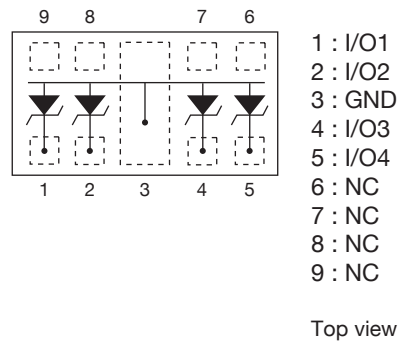 9 8 7 6
1 2 3 4 5
1 : I/O1
2 : I/O2
3 : GND
4 : I/O3
5 : I/O4
6 : NC
7 : NC
8 : NC
9 : NC
Top view